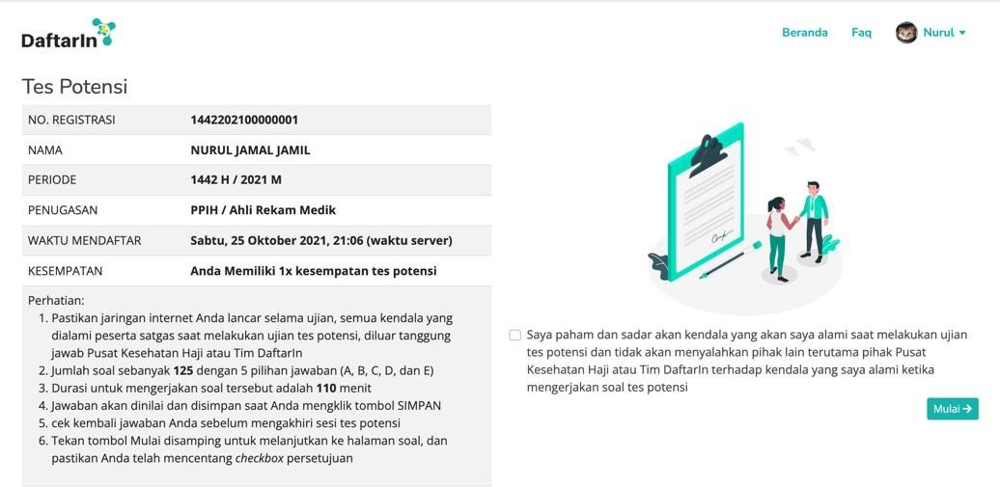 DaftarIn
Beranda
Faq
Nurul
Tes Potensi
NO. REGISTRASI 1442202100000001
NAMA NURUL JAMAL JAMIL
PERIODE 1442 H / 2021 M
PENUGASAN PPIH / Ahli Rekam Medik
WAKTU MENDAFTAR Sabtu, 25 Oktober 2021, 21:06 (waktu server)
KESEMPATAN Anda Memiliki 1x kesempatan tes potensi
Perhatian:
1. Pastikan jaringan internet Anda lancar selama ujian, semua kendala yang
dialami peserta satgas saat melakukan ujian tes potensi, diluar tanggung
jawab Pusat Kesehatan Haji atau Tim DaftarIn
2. Jumlah soal sebanyak 125 dengan 5 pilihan jawaban (A, B, C, D, dan E)
3. Durasi untuk mengerjakan soal tersebut adalah 110 menit
4. Jawaban akan dinilai dan disimpan saat Anda mengklik tombol SIMPAN
5. cek kembali jawaban Anda sebelum mengakhiri sesi tes potensi
6. Tekan tombol Mulai disamping untuk melanjutkan ke halaman soal, dan
pastikan Anda telah mencentang checkbox persetujuan
Saya paham dan sadar akan kendala yang akan saya alami saat melakukan ujian
tes potensi dan tidak akan menyalahkan pihak lain terutama pihak Pusat
Kesehatan Haji atau Tim DaftarIn terhadap kendala yang saya alami ketika
mengerjakan soal tes potensi
Mulai →